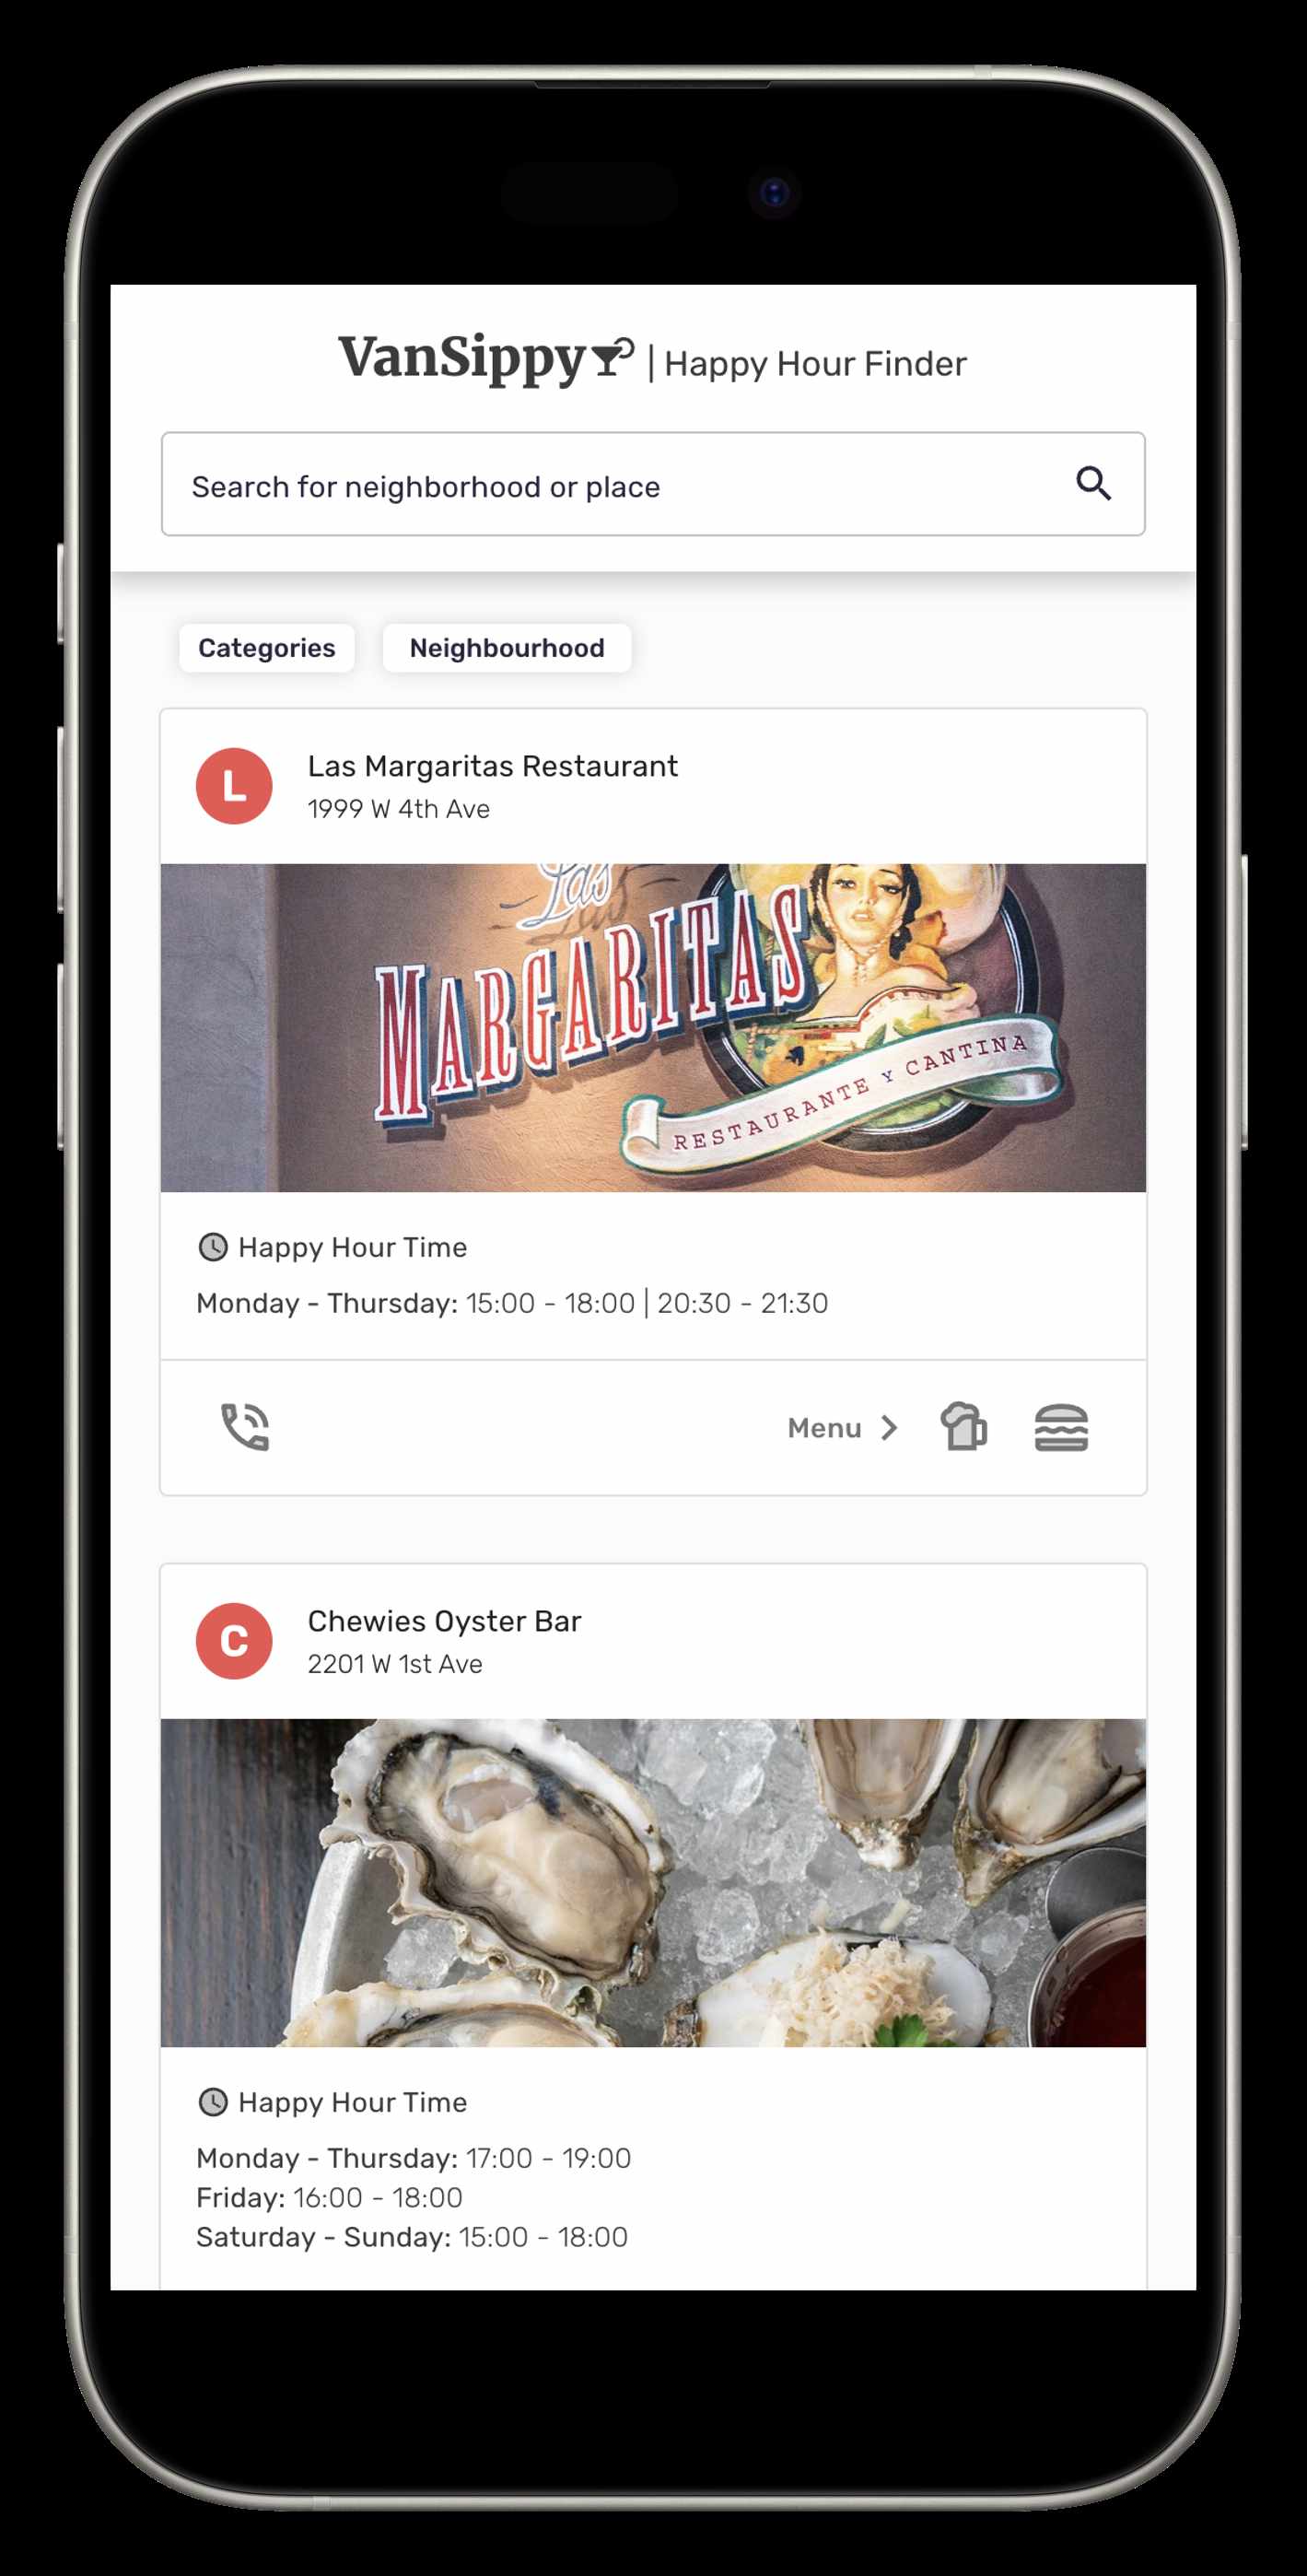 VanSippy | Happy Hour Finder
Search for neighborhood or place
Categories Neighbourhood
L
Las Margaritas Restaurant
1999 W 4th Ave
Las
MARGARITAS
RESTAURANTE Y CANTINA
Happy Hour Time
Monday - Thursday: 15:00 - 18:00 | 20:30 - 21:30
Menu >
C
Chewies Oyster Bar
2201 W 1st Ave
Happy Hour Time
Monday - Thursday: 17:00 - 19:00
Friday: 16:00 - 18:00
Saturday - Sunday: 15:00 - 18:00